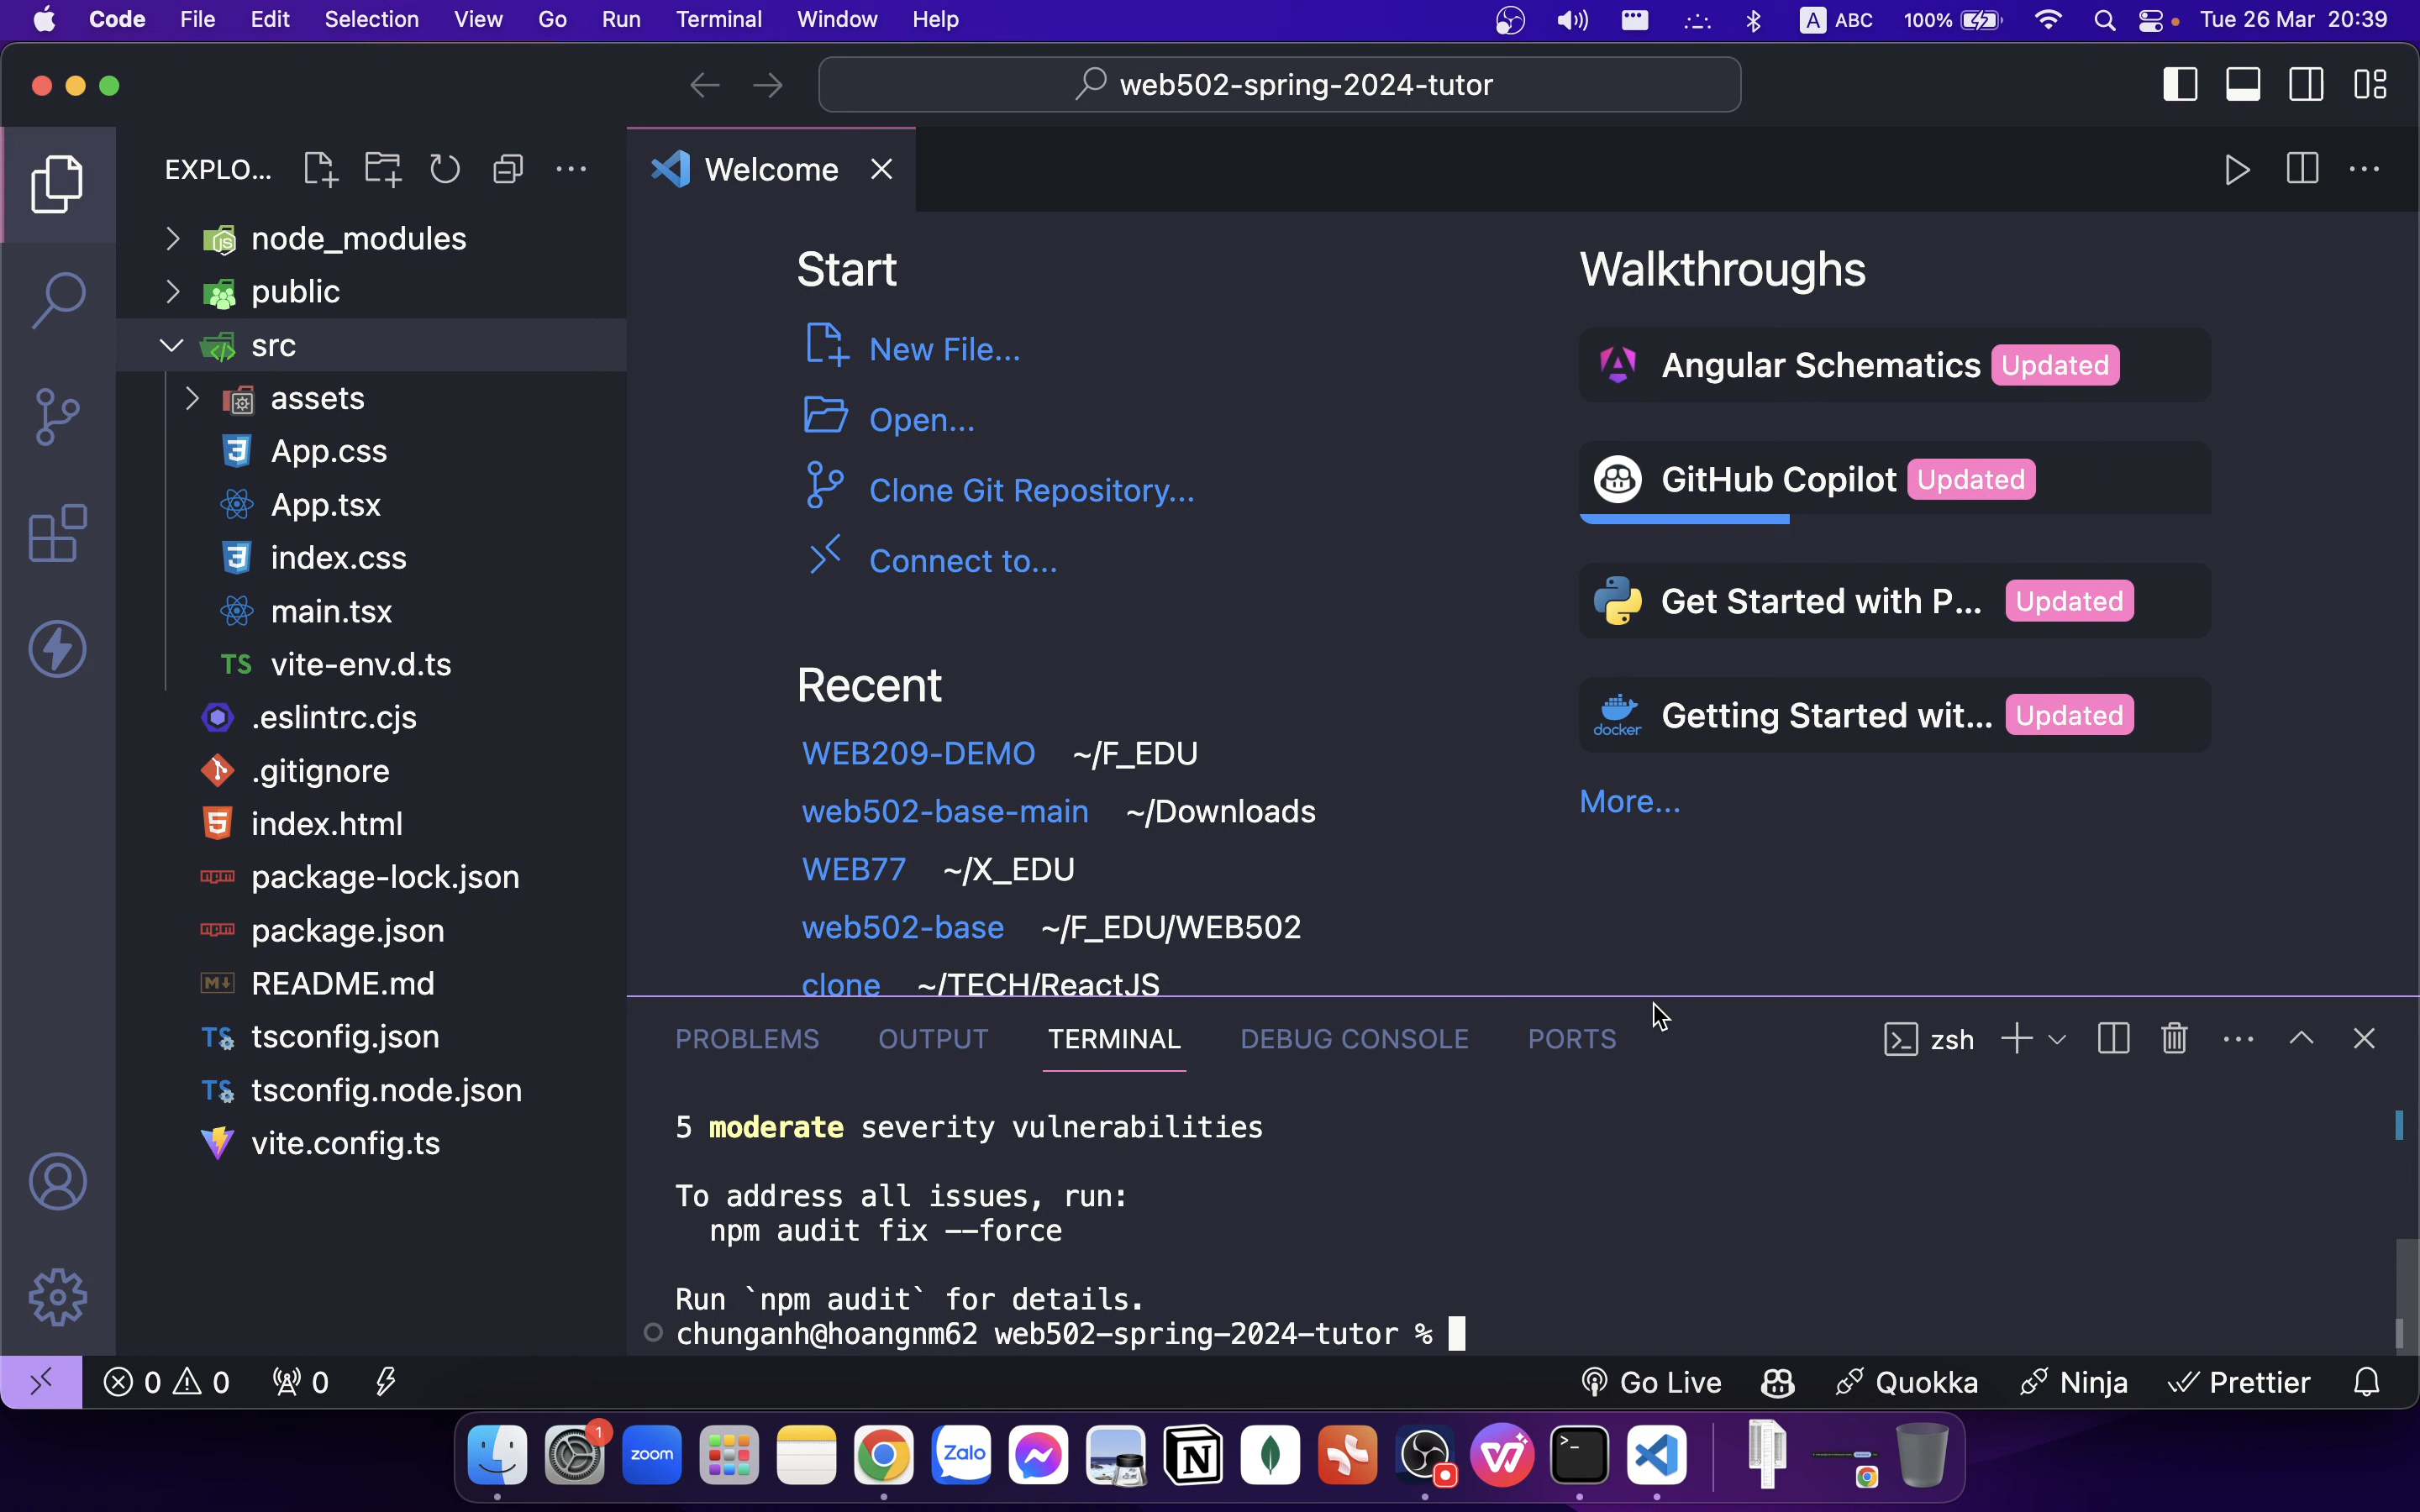 Code File Edit Selection View Go Run Terminal Window Help A ABC 100% Tue 26 Mar 20:39
web502-spring-2024-tutor
EXPLO...
Welcome
node_modules
public
src
assets
App.css
App.tsx
index.css
main.tsx
TS vite-env.d.ts
.eslintrc.cjs
.gitignore
index.html
package-lock.json
package.json
README.md
TS tsconfig.json
TS tsconfig.node.json
vite.config.ts
Start
New File...
Open...
Clone Git Repository...
Connect to...
Recent
WEB209-DEMO ~/F_EDU
web502-base-main ~/Downloads
WEB77 ~/X_EDU
web502-base ~/F_EDU/WEB502
clone ~/TECH/ReactJS
Walkthroughs
Angular Schematics Updated
GitHub Copilot Updated
Get Started with P... Updated
docker Getting Started wit... Updated
More...
PROBLEMS OUTPUT TERMINAL DEBUG CONSOLE PORTS zsh
5 moderate severity vulnerabilities
To address all issues, run:
npm audit fix --force
Run `npm audit` for details.
chunganh@hoangnm62 web502-spring-2024-tutor %
0 0 0 Go Live Quokka Ninja Prettier
1 zoom Zalo